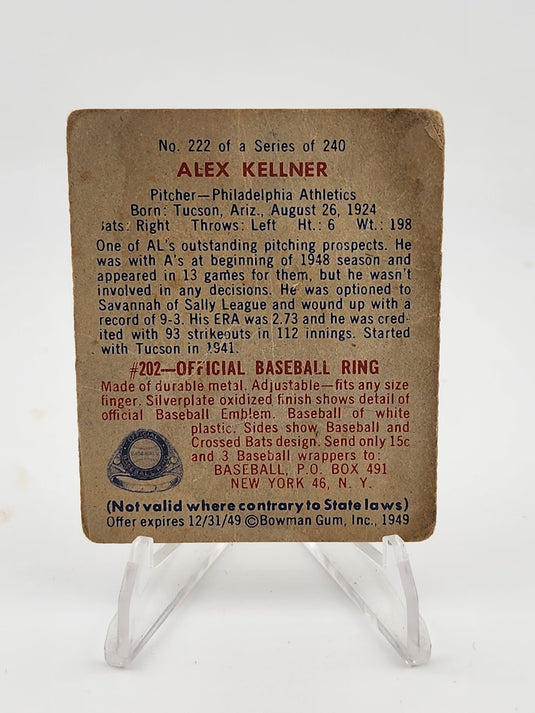 No. 222 of a Series of 240
ALEX KELLNER
Pitcher—Philadelphia Athletics
Born: Tucson, Ariz., August 26, 1924
Bats: Right Throws: Left Ht.: 6 Wt.: 198
One of AL's outstanding pitching prospects. He
was with A's at beginning of 1948 season and
appeared in 13 games for them, but he wasn't
involved in any decisions. He was optioned to
Savannah of Sally League and wound up with a
record of 9-3. His ERA was 2.73 and he was cred-
ited with 93 strikeouts in 112 innings. Started
with Tucson in 1941.
#202—OFFICIAL BASEBALL RING
Made of durable metal. Adjustable—fits any size
finger. Silverplate oxidized finish shows detail of
official Baseball Emblem. Baseball of white
plastic. Sides show, Baseball and
Crossed Bats design. Send only 15c
and 3 Baseball wrappers to:
BASEBALL, P.O. BOX 491
NEW YORK 46, N. Y.
(Not valid where contrary to State laws)
Offer expires 12/31/49 ©Bowman Gum, Inc., 1949